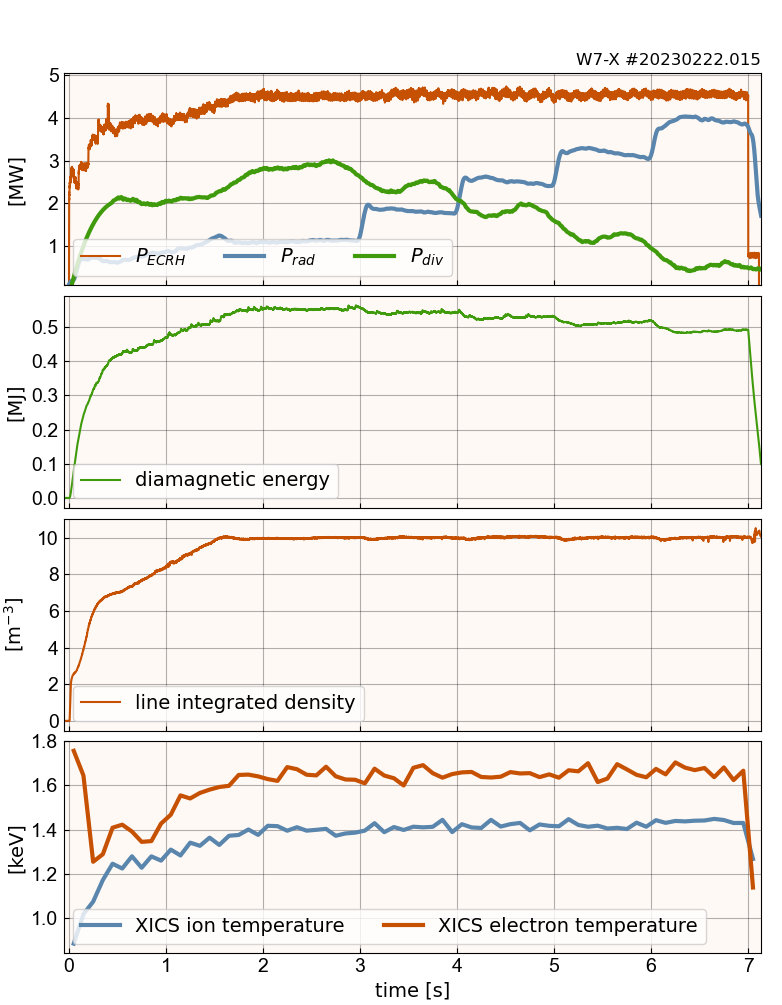 W7-X #20230222.015
[MW]
5
4
3
2
1
P_ECRH P_rad P_div
[MJ]
0.5
0.4
0.3
0.2
0.1
0.0
diamagnetic energy
[m⁻³]
10
8
6
4
2
0
line integrated density
[keV]
1.8
1.6
1.4
1.2
1.0
XICS ion temperature XICS electron temperature
0 1 2 3 4 5 6 7
time [s]